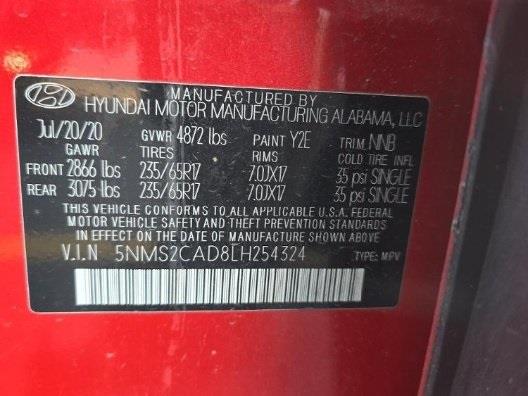 MANUFACTURED BY
HYUNDAI MOTOR MANUFACTURING ALABAMA, LLC
Jul/20/20 GVWR 4872 lbs PAINT Y2E TRIM NNB
GAWR TIRES RIMS COLD TIRE INFL
FRONT 2866 lbs 235/65R17 7.0JX17 35 psi SINGLE
REAR 3075 lbs 235/65R17 7.0JX17 35 psi SINGLE
THIS VEHICLE CONFORMS TO ALL APPLICABLE U.S.A. FEDERAL
MOTOR VEHICLE SAFETY AND THEFT PREVENTION STANDARDS
IN EFFECT ON THE DATE OF MANUFACTURE SHOWN ABOVE
V.I.N 5NMS2CAD8LH254324 TYPE: MPV